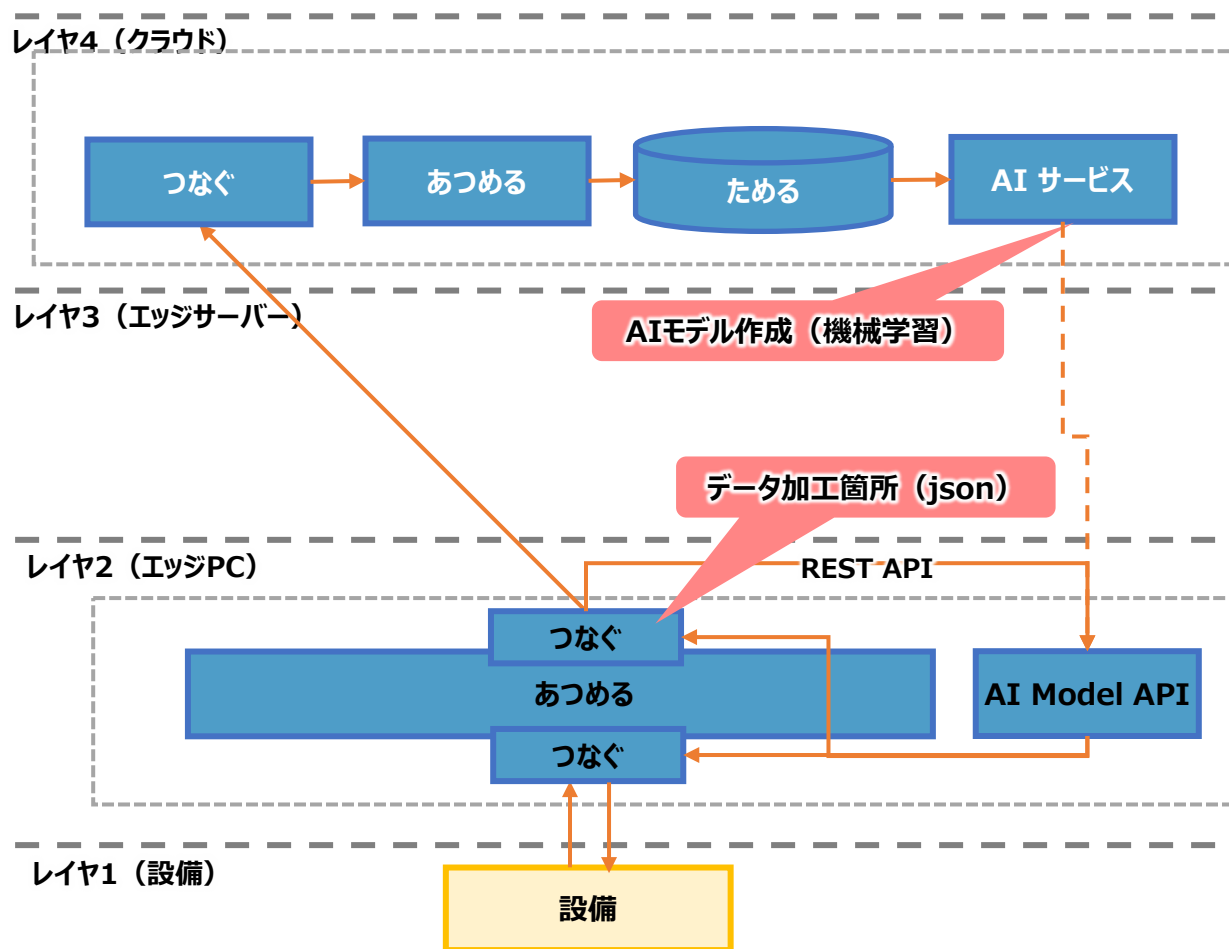 レイヤ4（クラウド）
つなぐ
あつめる
ためる
AI サービス
レイヤ3（エッジサーバー）
AIモデル作成（機械学習）
データ加工箇所（json）
レイヤ2（エッジPC）
REST API
つなぐ
あつめる
AI Model API
つなぐ
レイヤ1（設備）
設備